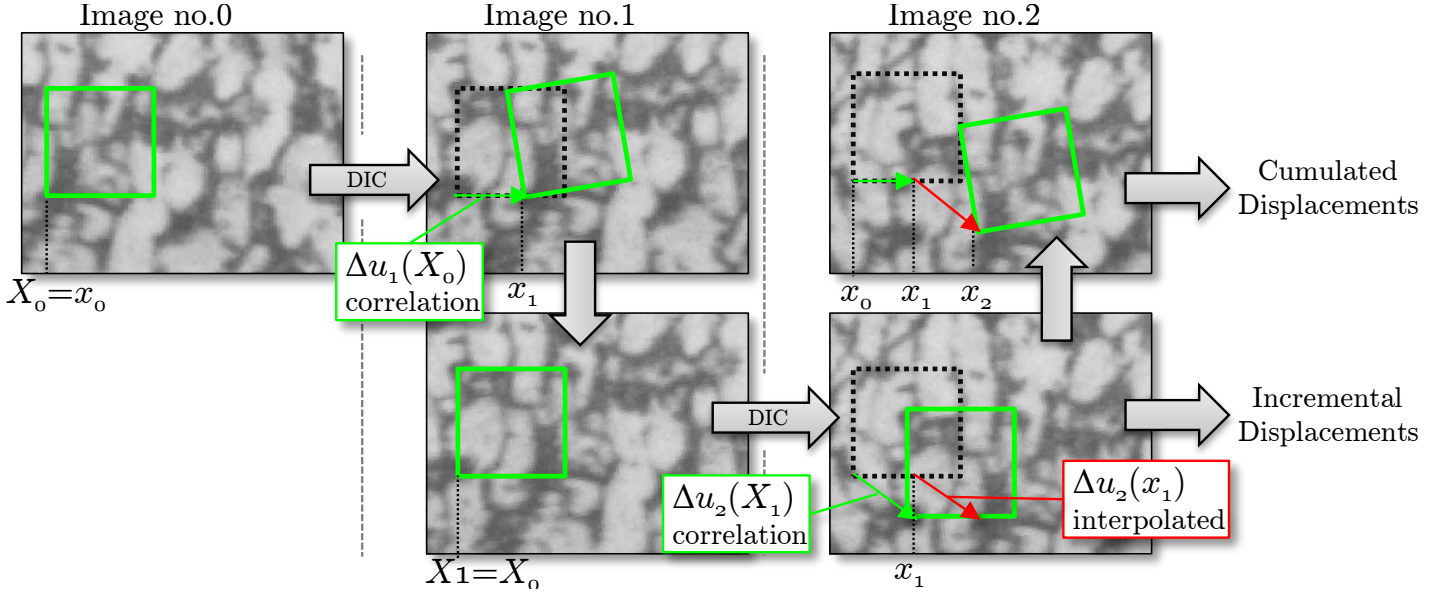 Image no.0
Image no.1
Image no.2
DIC
Δu₁(X₀)
correlation
X₀=x₀
x₁
x₀
x₁
x₂
Cumulated
Displacements
DIC
Δu₂(X₁)
correlation
Δu₂(x₁)
interpolated
Incremental
Displacements
X1=X₀
x₁